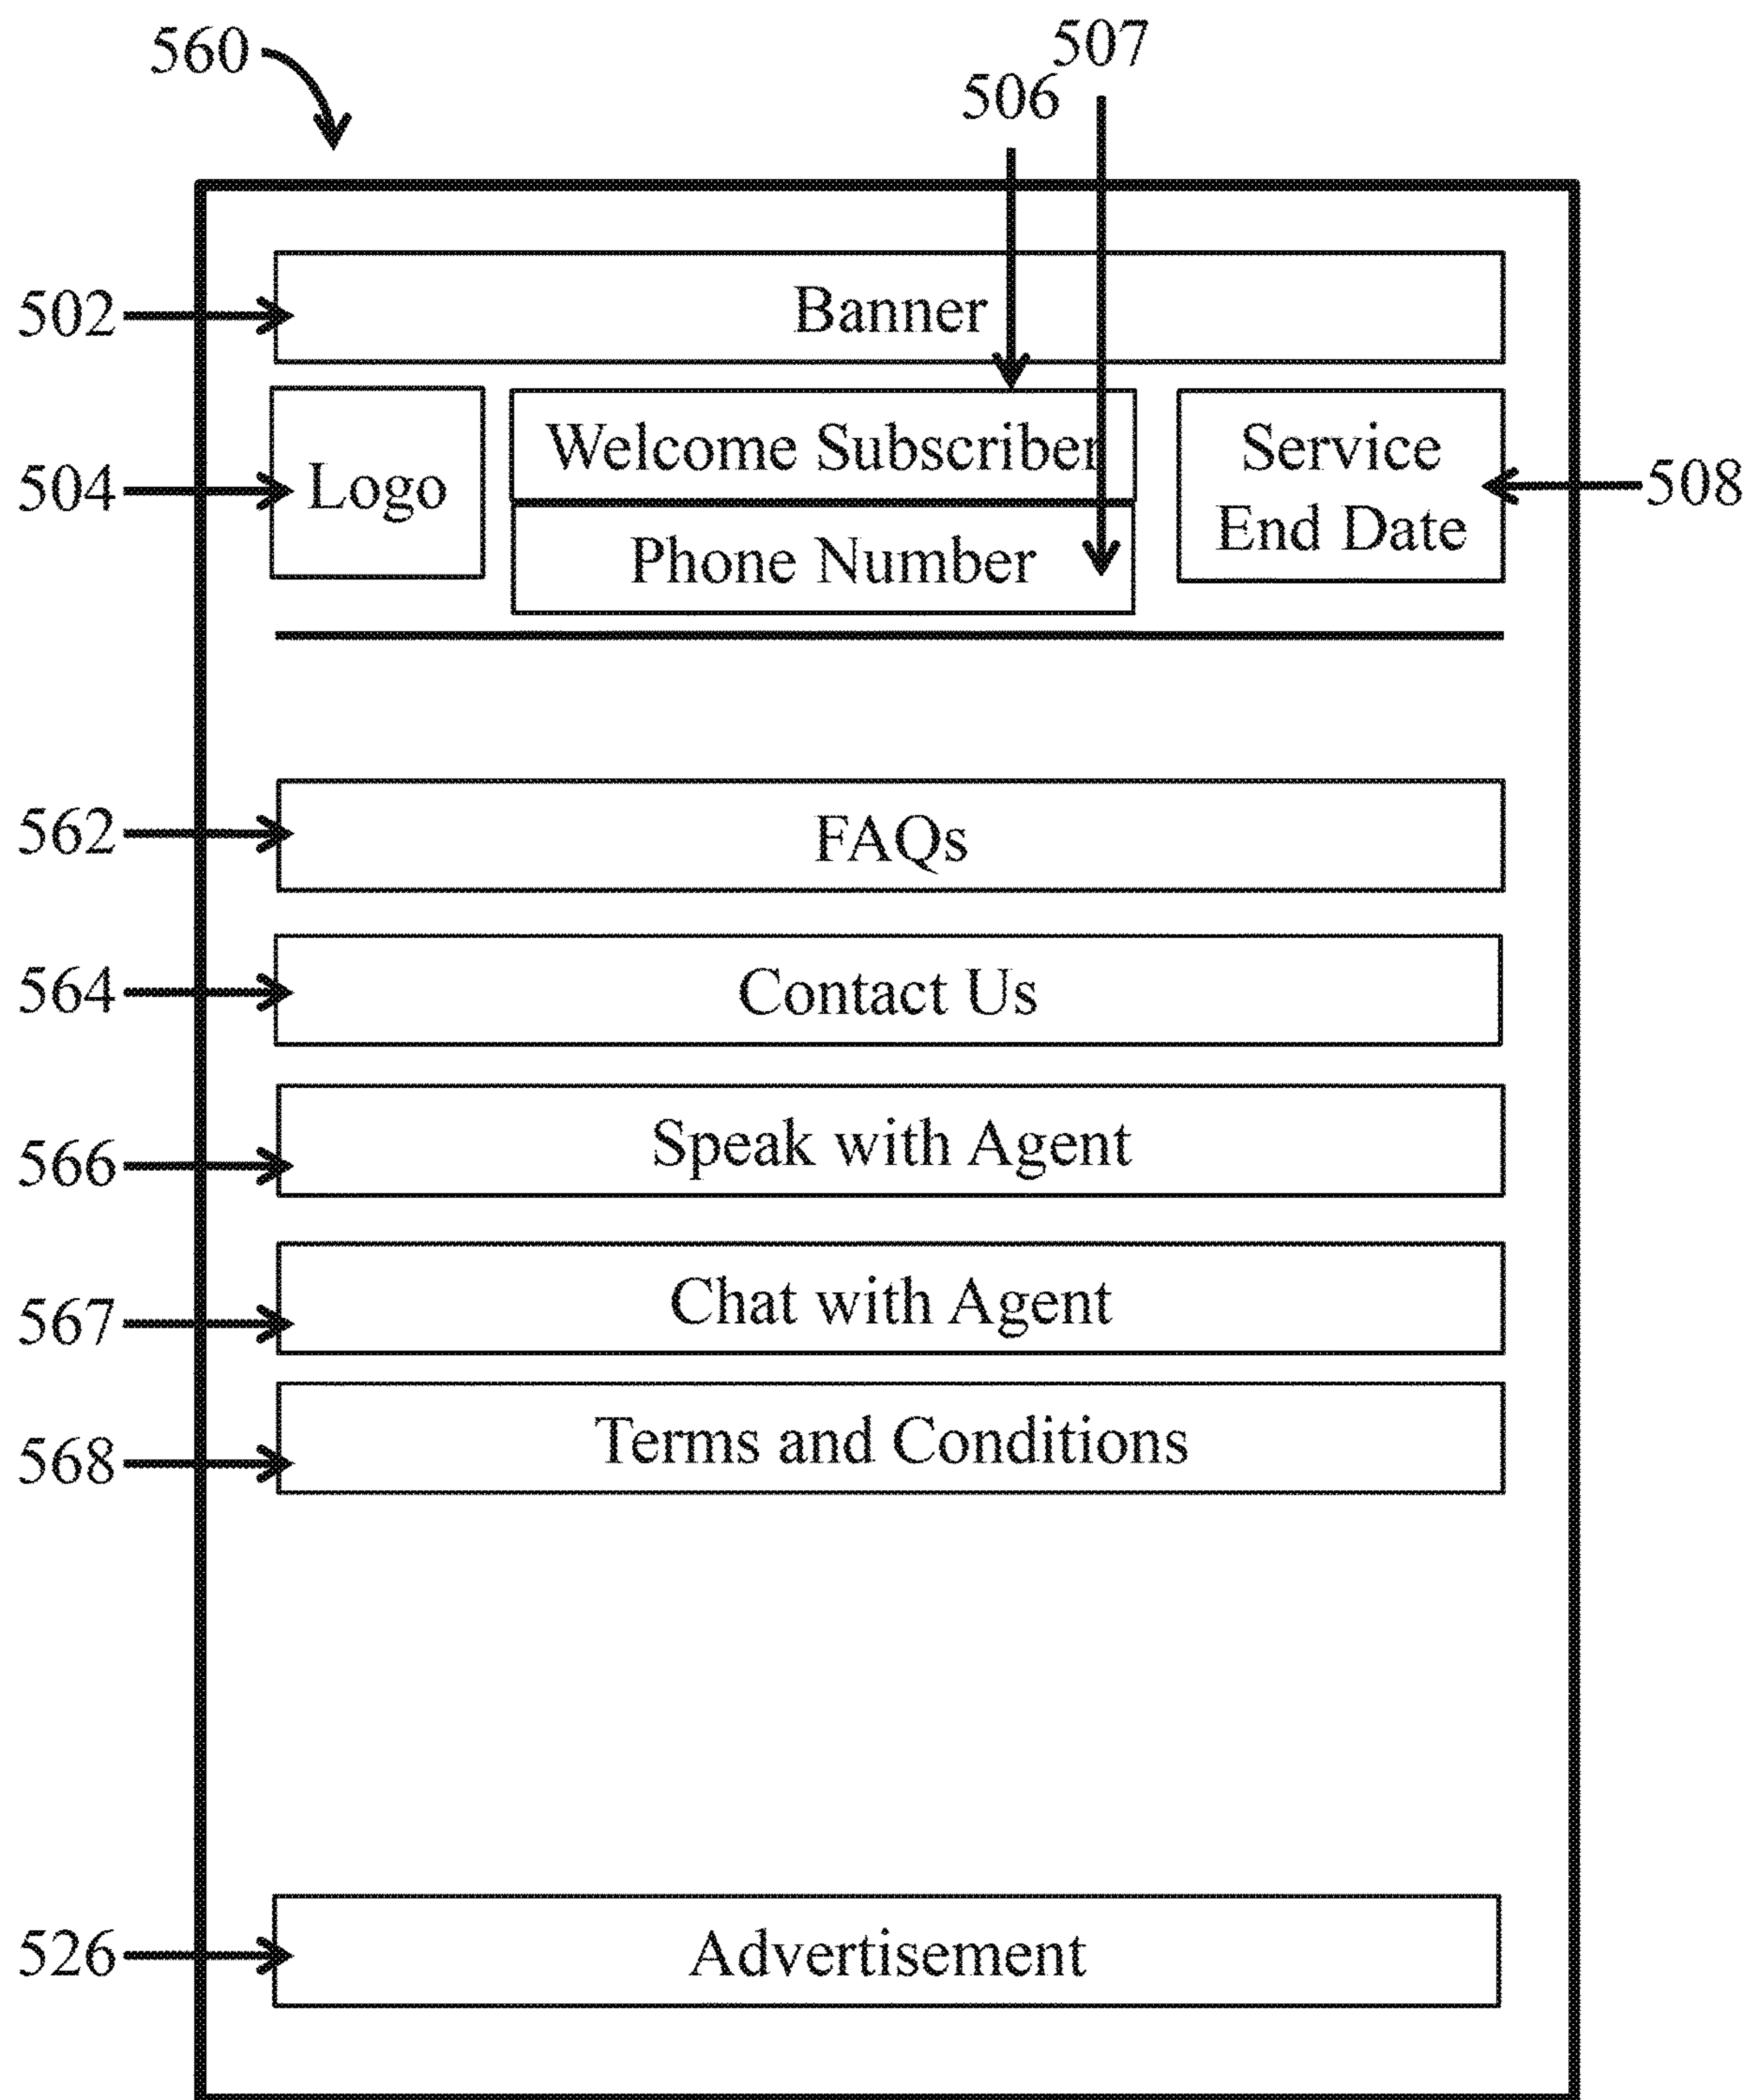 560
507
506
502
Banner
504
Logo
Welcome Subscriber
Phone Number
Service
End Date
508
562
FAQs
564
Contact Us
566
Speak with Agent
567
Chat with Agent
568
Terms and Conditions
526
Advertisement